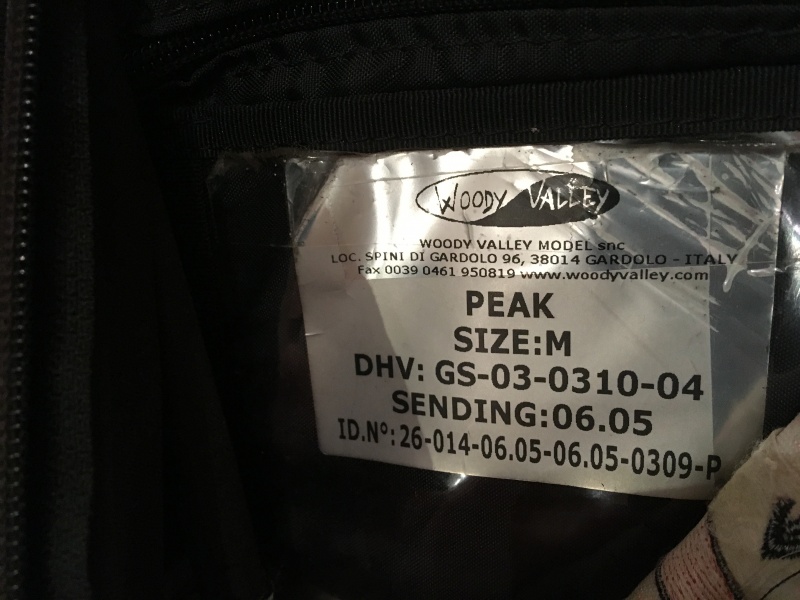 WOODY VALLEY
WOODY VALLEY MODEL snc
LOC. SPINI DI GARDOLO 96, 38014 GARDOLO - ITALY
Fax 0039 0461 950819 www.woodyvalley.com
PEAK
SIZE:M
DHV: GS-03-0310-04
SENDING:06.05
ID.N°: 26-014-06.05-06.05-0309-P